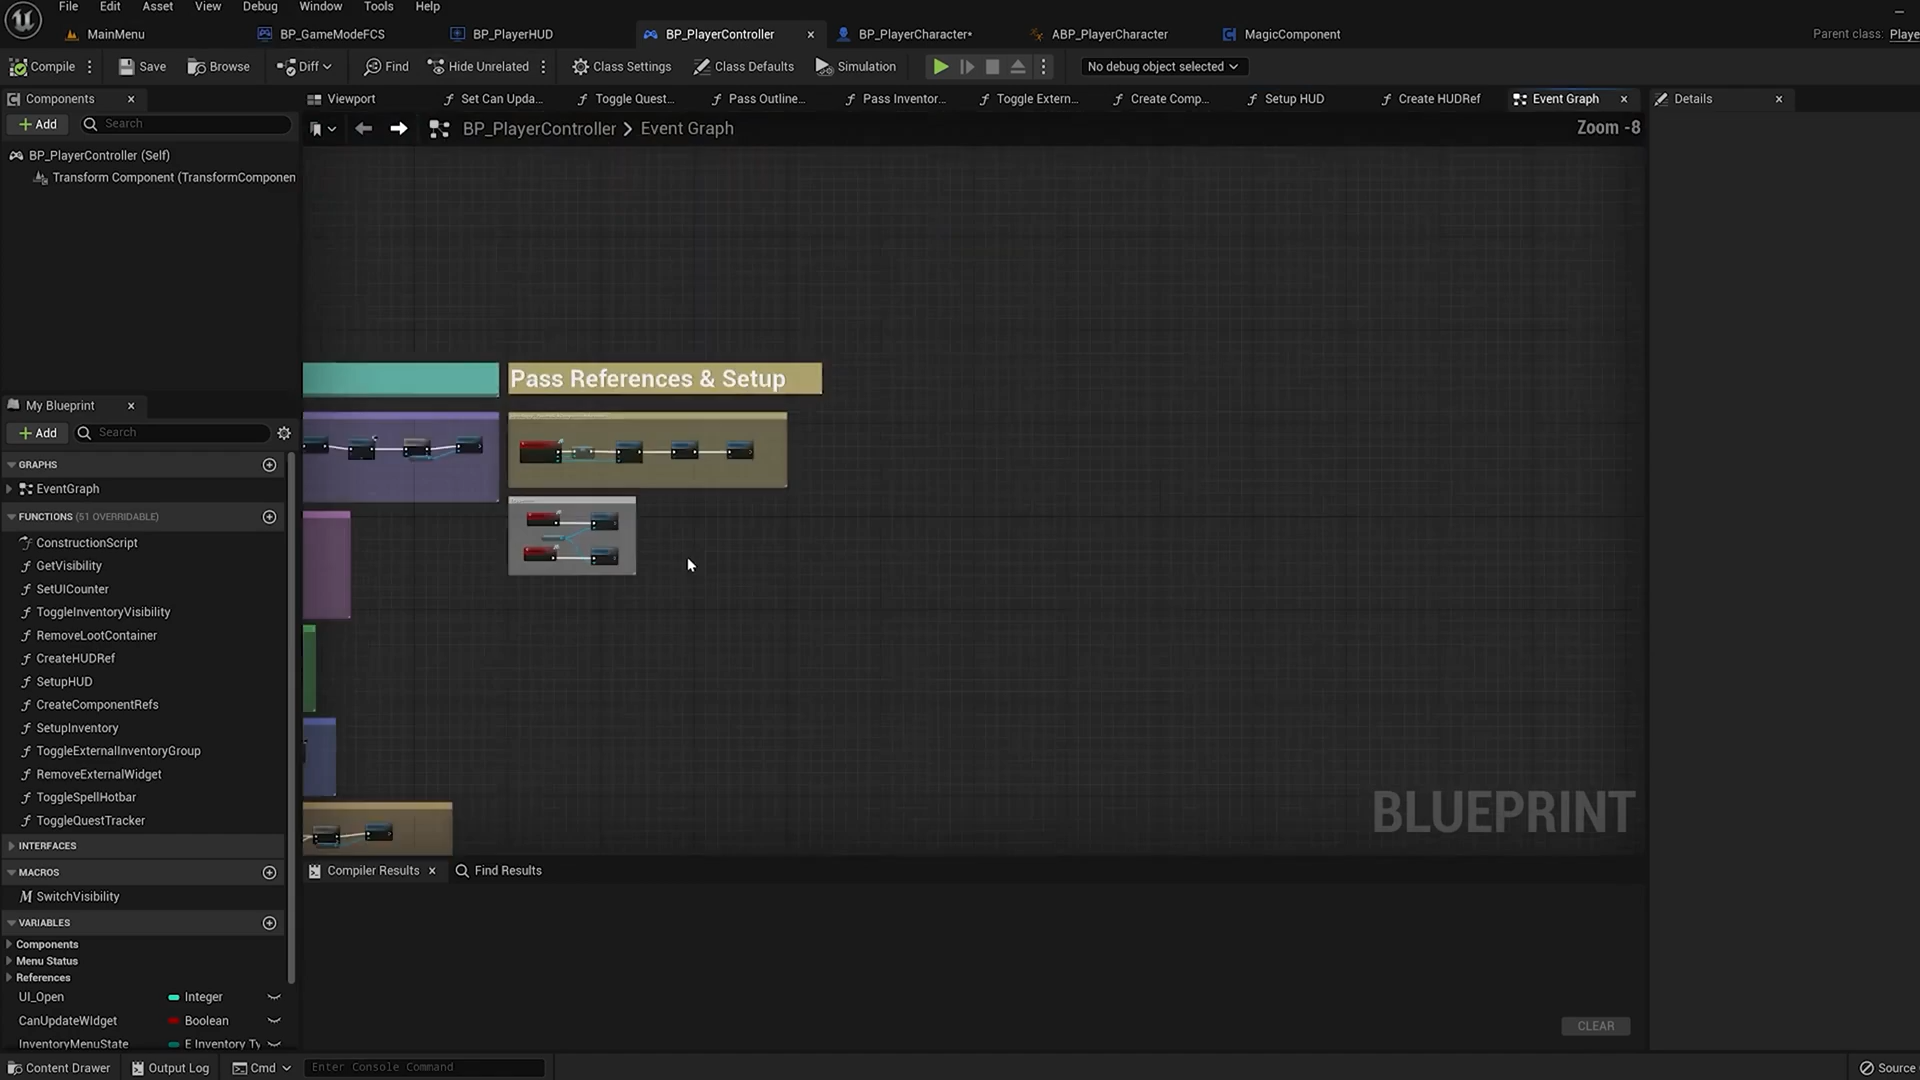 File Edit Asset View Debug Window Tools Help
MainMenu BP_GameModeFCS BP_PlayerHUD BP_PlayerController BP_PlayerCharacter* ABP_PlayerCharacter MagicComponent Parent class: Playe
Compile Save Browse Diff Find Hide Unrelated Class Settings Class Defaults Simulation No debug object selected
Components Viewport Set Can Upda... Toggle Quest... Pass Outline... Pass Inventor... Toggle Extern... Create Comp... Setup HUD Create HUDRef Event Graph Details
Add Search
BP_PlayerController > Event Graph Zoom -8
BP_PlayerController (Self)
Transform Component (TransformComponen
Pass References & Setup
My Blueprint
Add Search
GRAPHS
EventGraph
FUNCTIONS (51 OVERRIDABLE)
ConstructionScript
GetVisibility
SetUICounter
ToggleInventoryVisibility
RemoveLootContainer
CreateHUDRef
SetupHUD
CreateComponentRefs
SetupInventory
ToggleExternalInventoryGroup
RemoveExternalWidget
ToggleSpellHotbar
ToggleQuestTracker
BLUEPRINT
INTERFACES
MACROS
SwitchVisibility
VARIABLES
Components
Menu Status
References
UI_Open Integer
CanUpdateWIdget Boolean
InventoryMenuState E Inventory Ty
Compiler Results Find Results
CLEAR
Content Drawer Output Log Cmd Enter Console Command Source